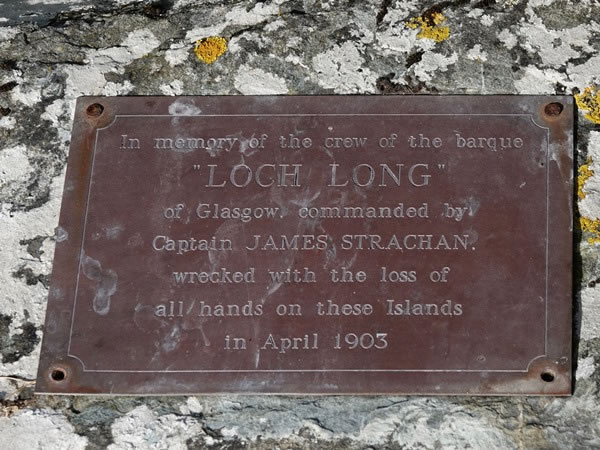 In memory of the crew of the barque
"LOCH LONG"
of Glasgow, commanded by
Captain JAMES STRACHAN,
wrecked with the loss of
all hands on these Islands
in April 1903